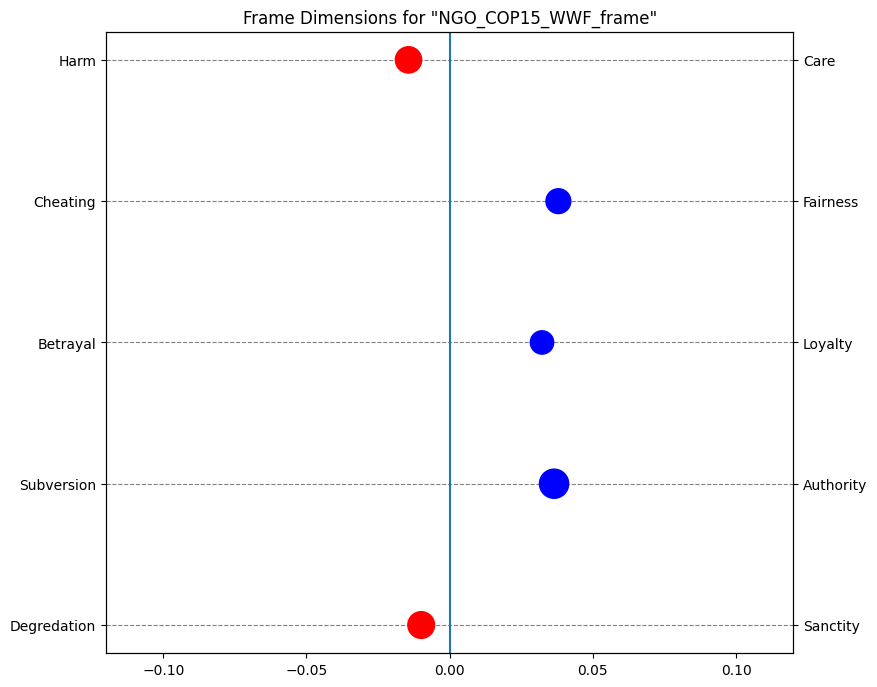 Frame Dimensions for "NGO_COP15_WWF_frame"
Harm
Care
Cheating
Fairness
Betrayal
Loyalty
Subversion
Authority
Degredation
Sanctity
−0.10
−0.05
0.00
0.05
0.10